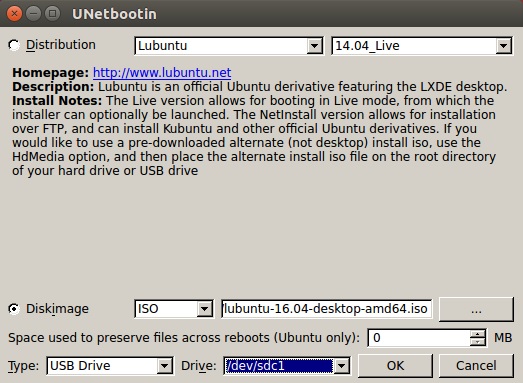 UNetbootin
Distribution Lubuntu 14.04_Live
Homepage: http://www.lubuntu.net
Description: Lubuntu is an official Ubuntu derivative featuring the LXDE desktop.
Install Notes: The Live version allows for booting in Live mode, from which the
installer can optionally be launched. The NetInstall version allows for installation
over FTP, and can install Kubuntu and other official Ubuntu derivatives. If you
would like to use a pre-downloaded alternate (not desktop) install iso, use the
HdMedia option, and then place the alternate install iso file on the root directory
of your hard drive or USB drive
Diskimage ISO /lubuntu-16.04-desktop-amd64.iso ...
Space used to preserve files across reboots (Ubuntu only): 0 MB
Type: USB Drive Drive: /dev/sdc1 OK Cancel